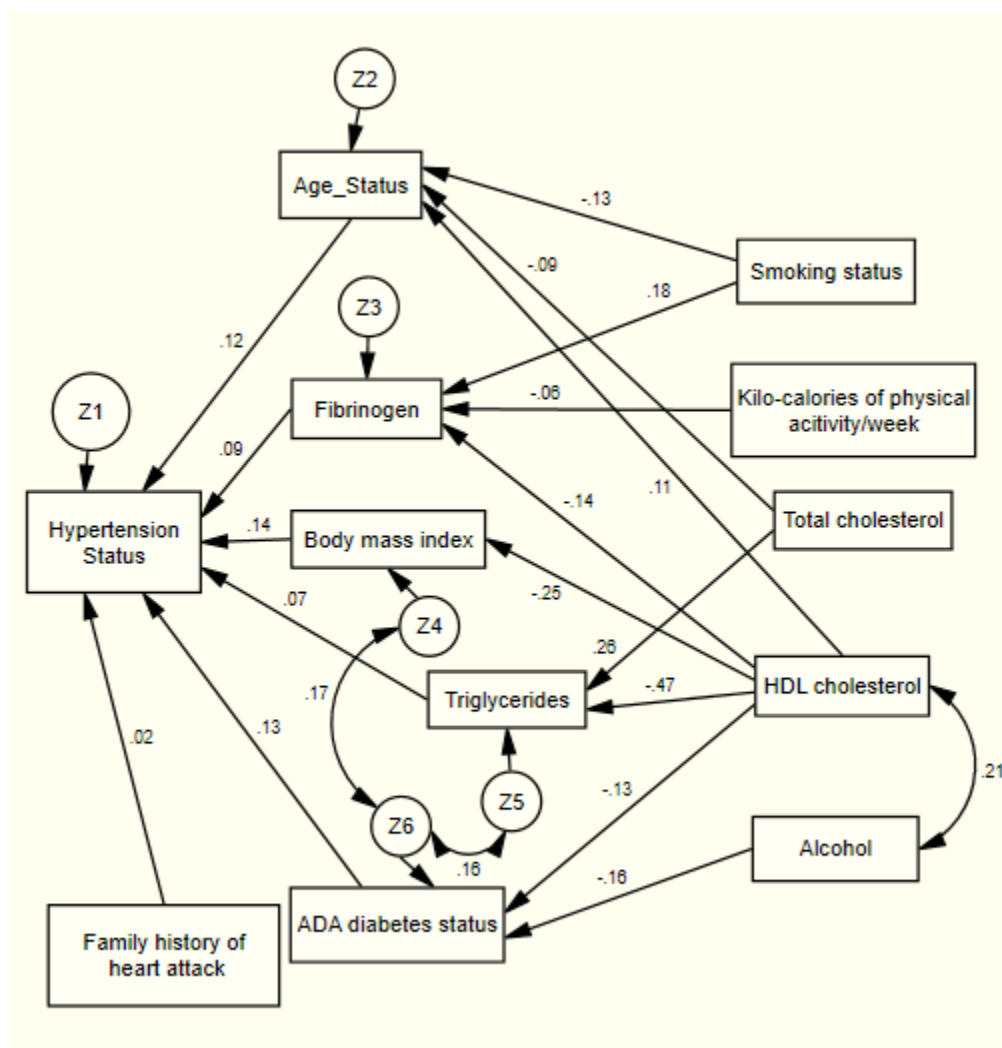 Z2
Age_Status
-.13
Smoking status
-.09
.18
Z3
.12
Fibrinogen
-.06
Kilo-calories of physical
acitivity/week
Z1
.09
-.14
.11
Total cholesterol
Hypertension
Status
.14
Body mass index
-.25
.07
Z4
.26
HDL cholesterol
.17
Triglycerides
-.47
.02
.13
-.13
.21
Z6
Z5
Alcohol
.16
-.16
ADA diabetes status
Family history of
heart attack